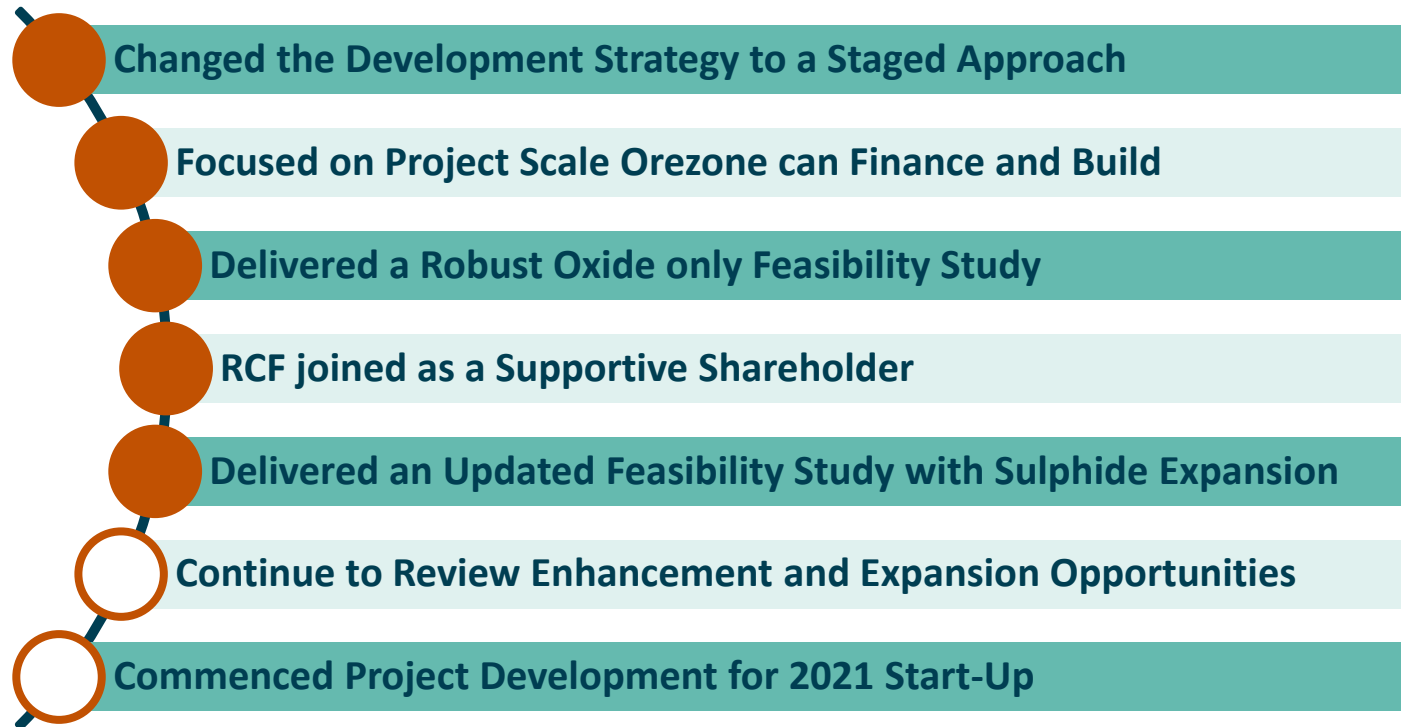 Changed the Development Strategy to a Staged Approach
Focused on Project Scale Orezone can Finance and Build
Delivered a Robust Oxide only Feasibility Study
RCF joined as a Supportive Shareholder
Delivered an Updated Feasibility Study with Sulphide Expansion
Continue to Review Enhancement and Expansion Opportunities
Commenced Project Development for 2021 Start-Up